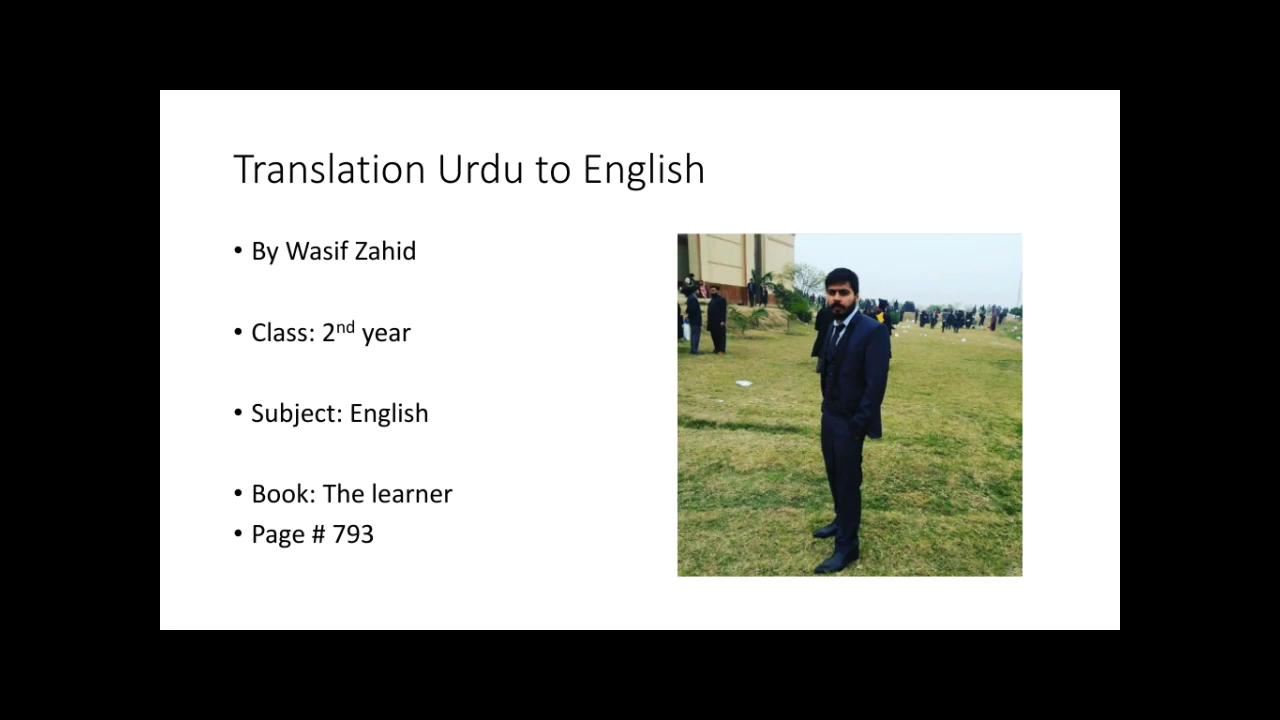 Translation Urdu to English
• By Wasif Zahid
• Class: 2nd year
• Subject: English
• Book: The learner
• Page # 793